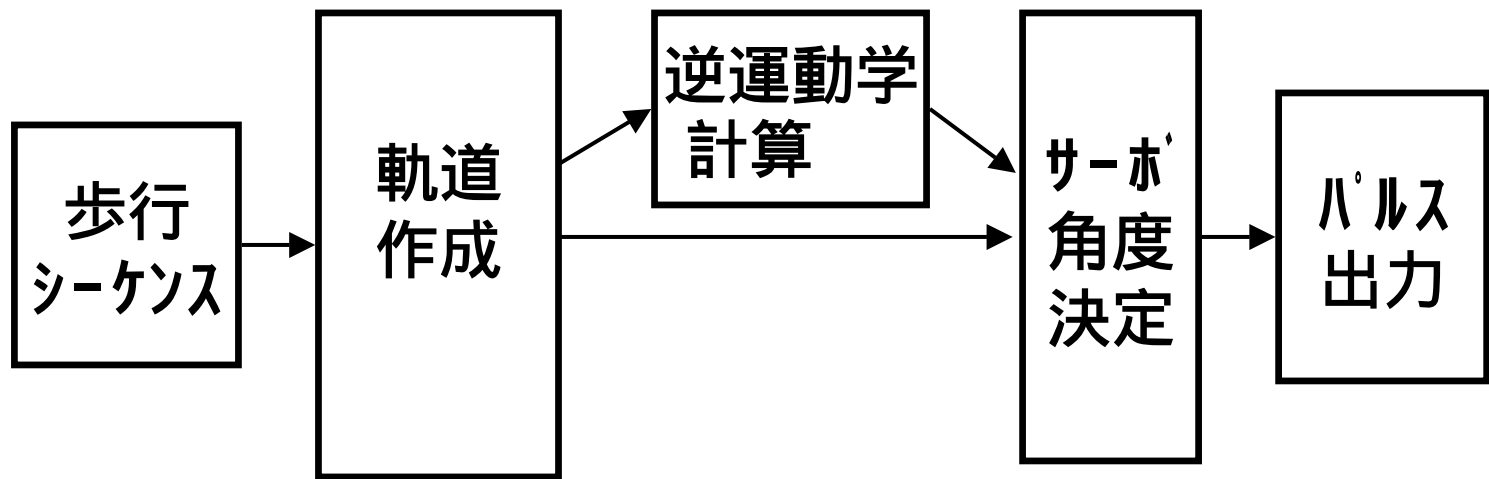 歩行
シーケンス
軌道
作成
逆運動学
計算
サーボ
角度
決定
パルス
出力